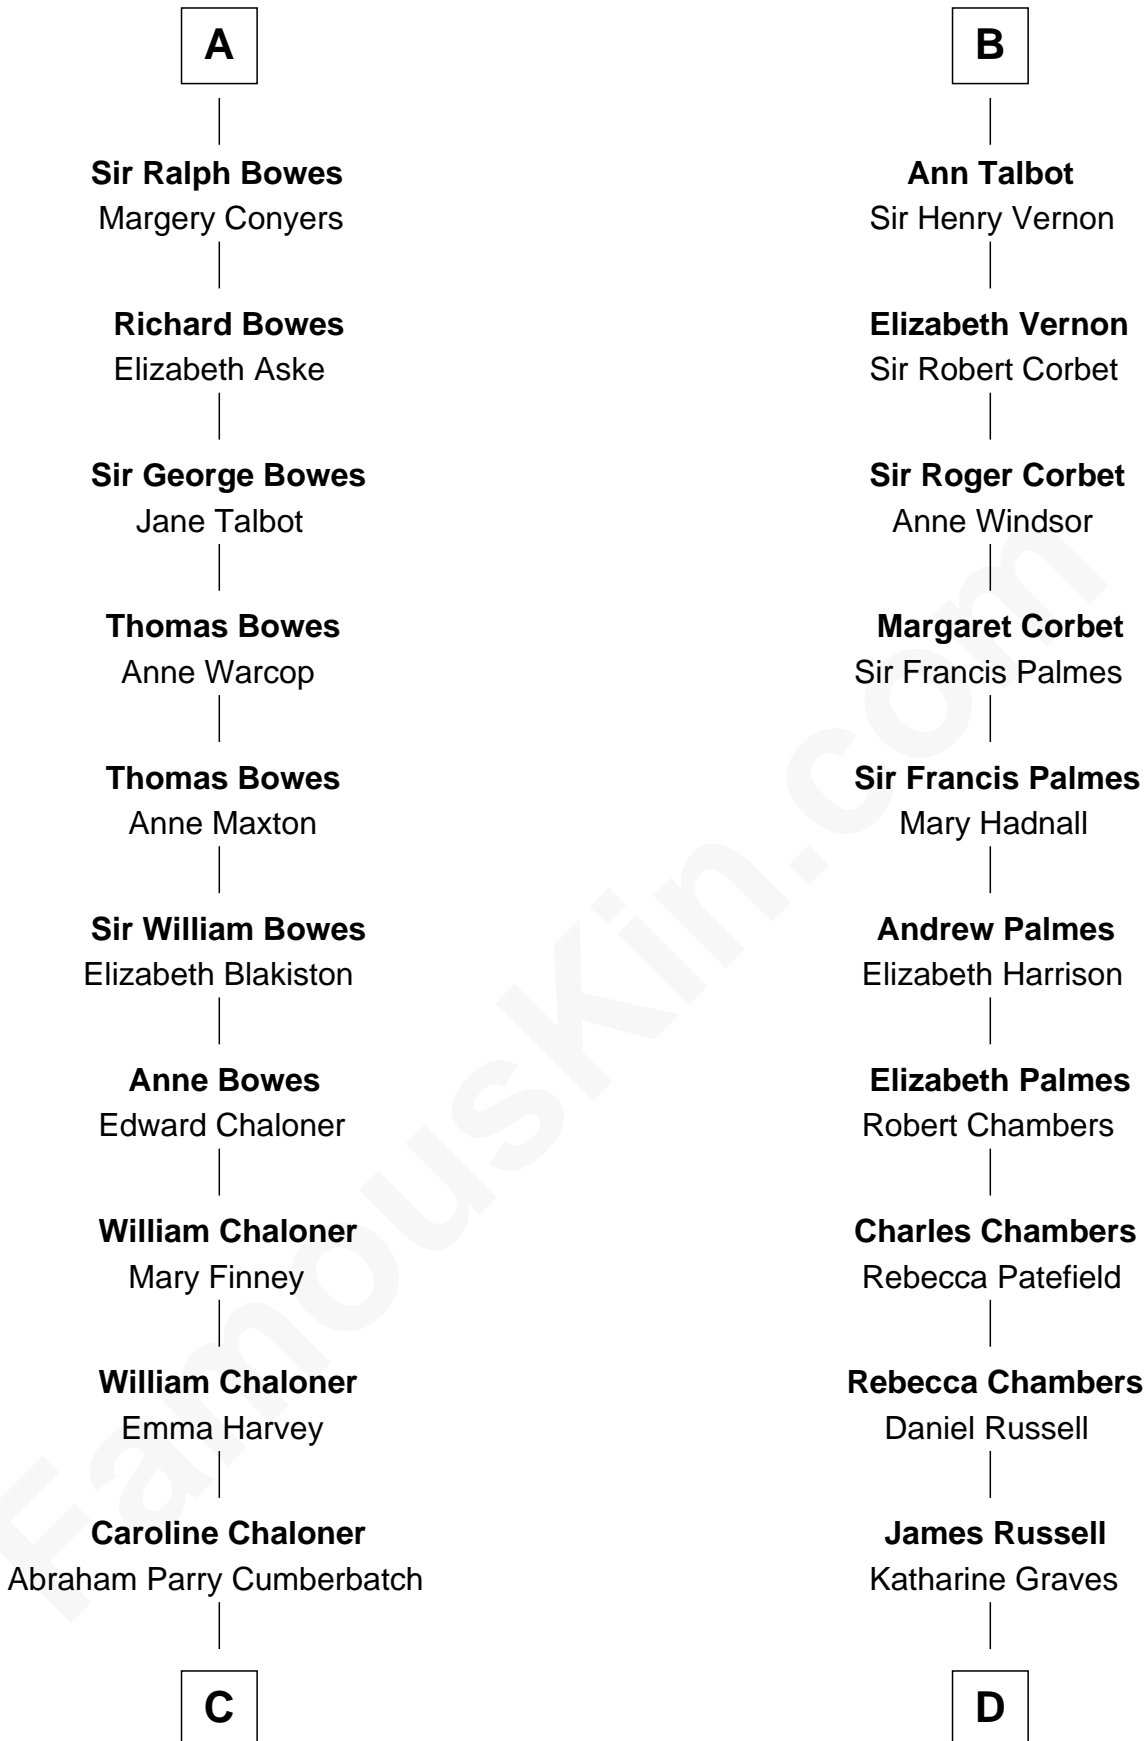 A
Sir Ralph Bowes
Margery Conyers
Richard Bowes
Elizabeth Aske
Sir George Bowes
Jane Talbot
Thomas Bowes
Anne Warcop
Thomas Bowes
Anne Maxton
Sir William Bowes
Elizabeth Blakiston
Anne Bowes
Edward Chaloner
William Chaloner
Mary Finney
William Chaloner
Emma Harvey
Caroline Chaloner
Abraham Parry Cumberbatch
C
B
Ann Talbot
Sir Henry Vernon
Elizabeth Vernon
Sir Robert Corbet
Sir Roger Corbet
Anne Windsor
Margaret Corbet
Sir Francis Palmes
Sir Francis Palmes
Mary Hadnall
Andrew Palmes
Elizabeth Harrison
Elizabeth Palmes
Robert Chambers
Charles Chambers
Rebecca Patefield
Rebecca Chambers
Daniel Russell
James Russell
Katharine Graves
D
FamousKin.com